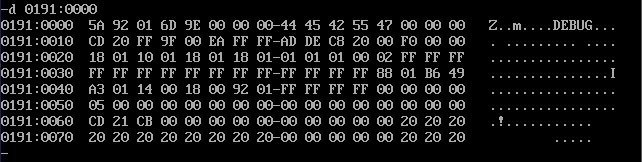 -d 0191:0000
0191:0000 5A 92 01 6D 9E 00 00 00-44 45 42 55 47 00 00 00 Z..m....DEBUG...
0191:0010 CD 20 FF 9F 00 EA FF FF-AD DE C8 20 00 F0 00 00 . ......... ....
0191:0020 18 01 10 01 18 01 18 01-01 01 01 00 02 FF FF FF ................
0191:0030 FF FF FF FF FF FF FF FF-FF FF FF FF 88 01 B6 49 ...............I
0191:0040 A3 01 14 00 18 00 92 01-FF FF FF FF 00 00 00 00 ................
0191:0050 05 00 00 00 00 00 00 00-00 00 00 00 00 00 00 00 ................
0191:0060 CD 21 CB 00 00 00 00 00-00 00 00 00 00 20 20 20 .!...........
0191:0070 20 20 20 20 20 20 20 20-00 00 00 00 00 20 20 20 .....
-